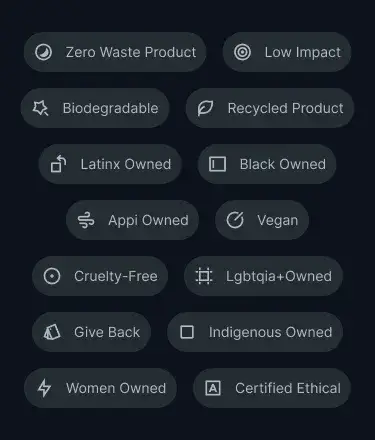 Zero Waste Product Low Impact
Biodegradable Recycled Product
Latinx Owned Black Owned
Appi Owned Vegan
Cruelty-Free Lgbtqia+Owned
Give Back Indigenous Owned
Women Owned A Certified Ethical